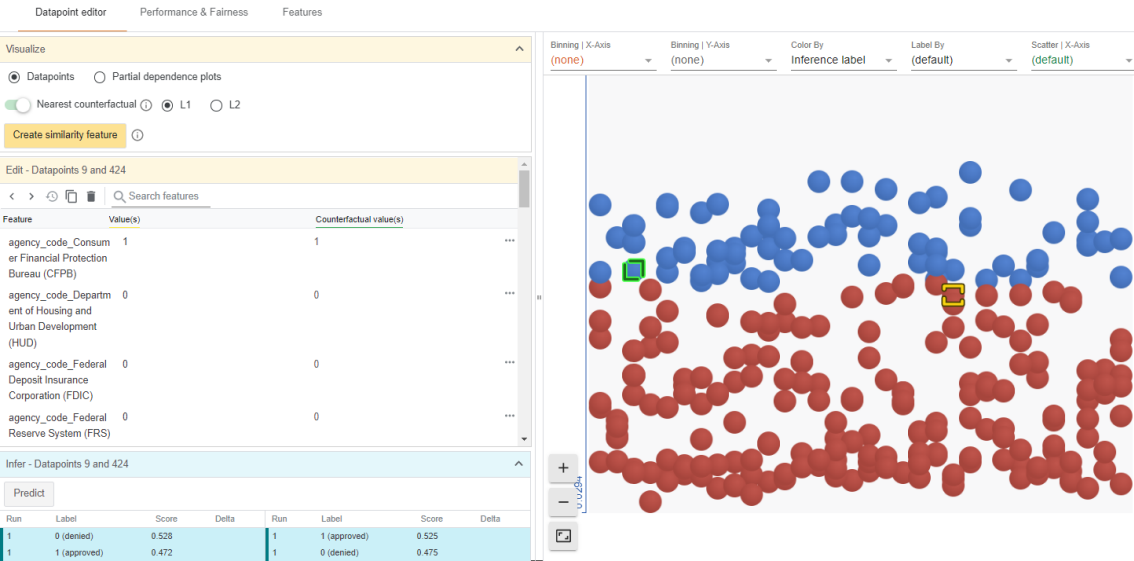 Datapoint editor
Performance & Fairness
Features
Visualize
Datapoints
Partial dependence plots
Nearest counterfactual
L1
L2
Create similarity feature
Edit - Datapoints 9 and 424
Search features
Feature
Value(s)
Counterfactual value(s)
agency_code_Consum
er Financial Protection
Bureau (CFPB)
1
1
agency_code_Departm
ent of Housing and
Urban Development
(HUD)
0
0
agency_code_Federal
Deposit Insurance
Corporation (FDIC)
0
0
agency_code_Federal
Reserve System (FRS)
0
0
Infer - Datapoints 9 and 424
Predict
Run Label Score Delta Run Label Score Delta
1 0 (denied) 0.528 1 1 (approved) 0.525
1 1 (approved) 0.472 1 0 (denied) 0.475
Binning | X-Axis
(none)
Binning | Y-Axis
(none)
Color By
Inference label
Label By
(default)
Scatter | X-Axis
(default)
0.0294